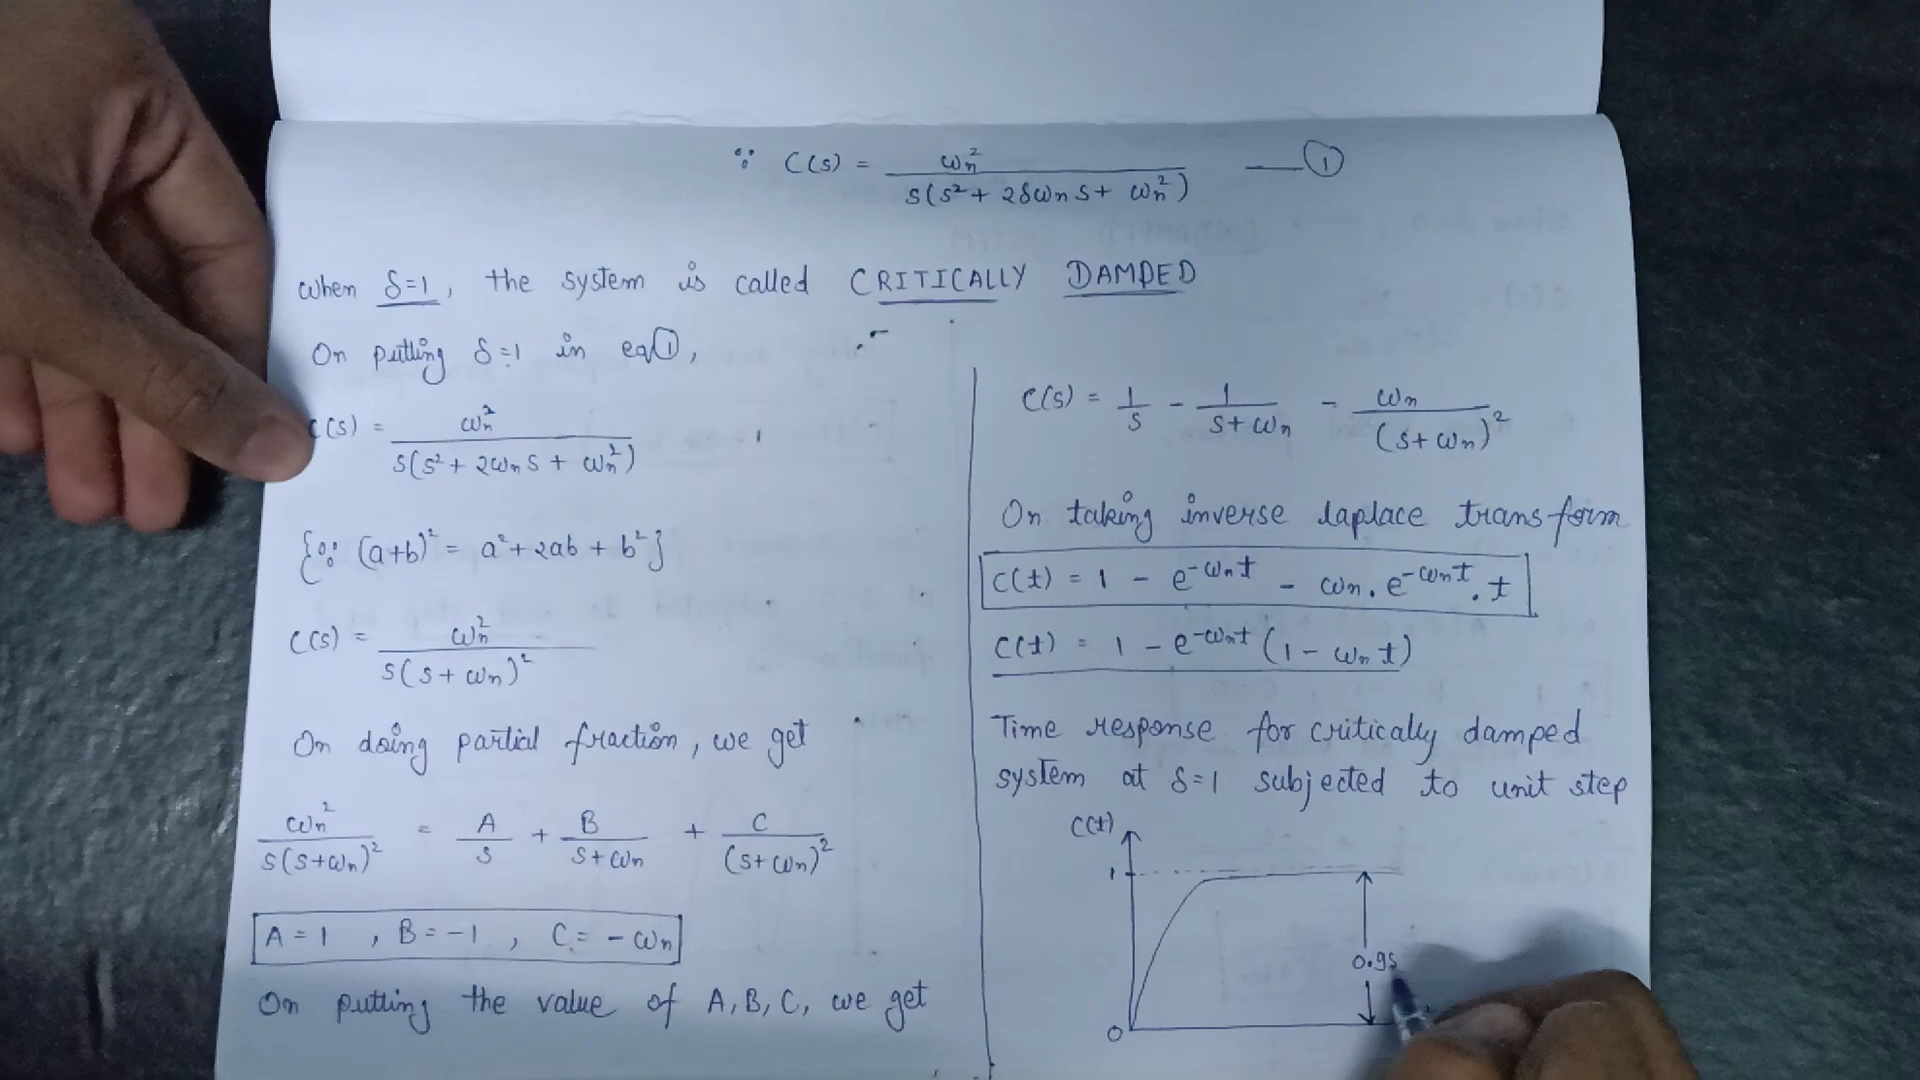 ∵ C(s) = ωn² / s(s² + 2δωn s + ωn²) —— ①
When δ=1, the system is called CRITICALLY DAMPED
On putting δ=1 in eq①,
C(s) = ωn² / s(s² + 2ωn s + ωn²)
{∵ (a+b)² = a² + 2ab + b²}
C(s) = ωn² / s(s + ωn)²
On doing partial fraction, we get
ωn² / s(s+ωn)² = A/s + B/s+ωn + C/(s+ωn)²
A = 1 , B = -1 , C = - ωn
On putting the value of A, B, C, we get
C(s) = 1/s - 1/s+ωn - ωn/(s+ωn)²
On taking inverse laplace transform
C(t) = 1 - e^-ωnt - ωn . e^-ωnt . t
C(t) = 1 - e^-ωnt (1 - ωn t)
Time response for critically damped
system at δ=1 subjected to unit step
C(t)
1
0.95
0